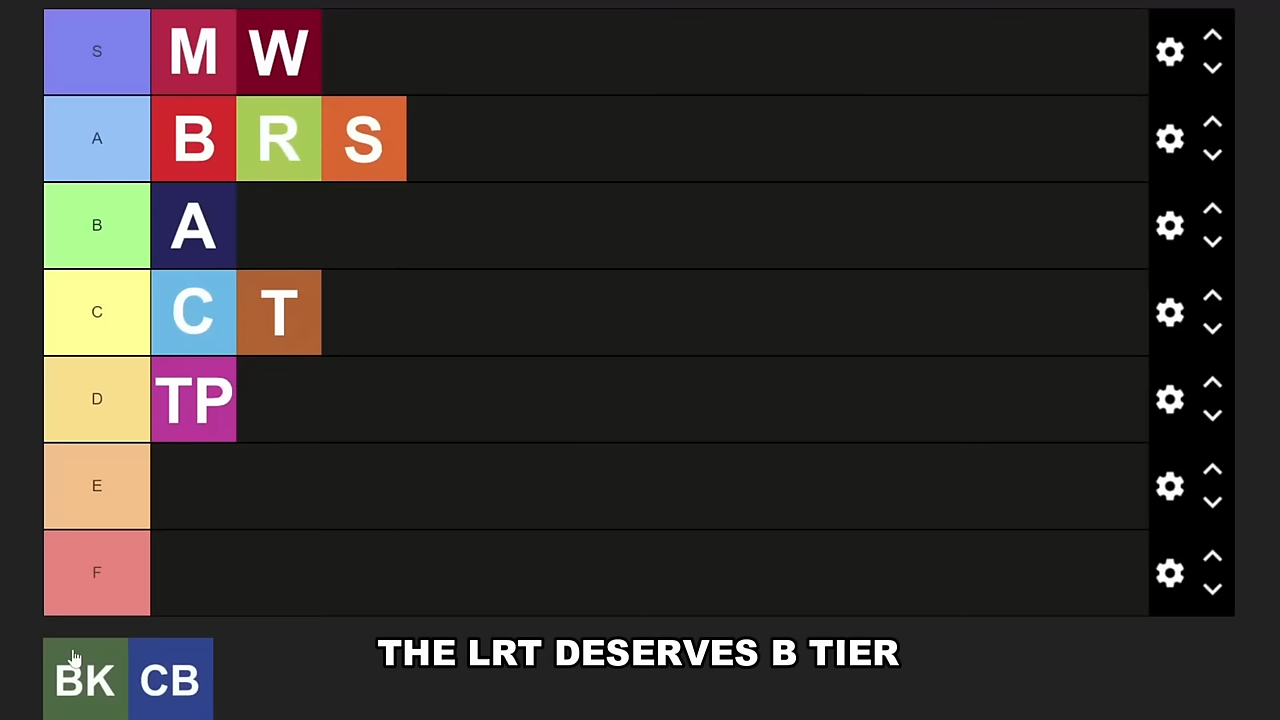 S M W
A B R S
B A
C C T
D TP
E
F
BK CB
THE LRT DESERVES B TIER